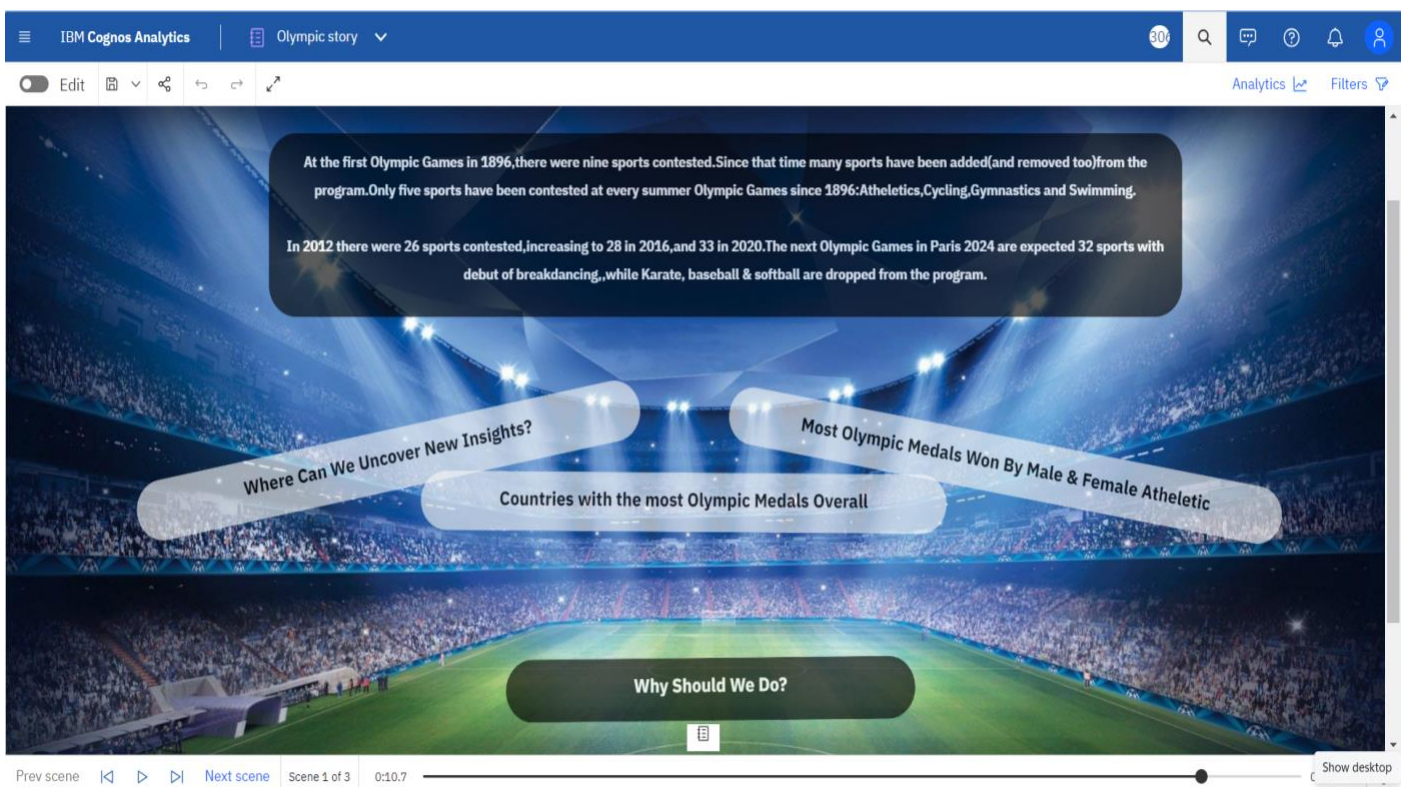 IBM Cognos Analytics
Olympic story
306
Edit
Analytics
Filters
At the first Olympic Games in 1896,there were nine sports contested.Since that time many sports have been added(and removed too)from the
program.Only five sports have been contested at every summer Olympic Games since 1896:Atheletics,Cycling,Gymnastics and Swimming.
In 2012 there were 26 sports contested,increasing to 28 in 2016,and 33 in 2020.The next Olympic Games in Paris 2024 are expected 32 sports with
debut of breakdancing,,while Karate, baseball & softball are dropped from the program.
Where Can We Uncover New Insights?
Most Olympic Medals Won By Male & Female Atheletic
Countries with the most Olympic Medals Overall
Why Should We Do?
Prev scene
Next scene
Scene 1 of 3
0:10.7
Show desktop